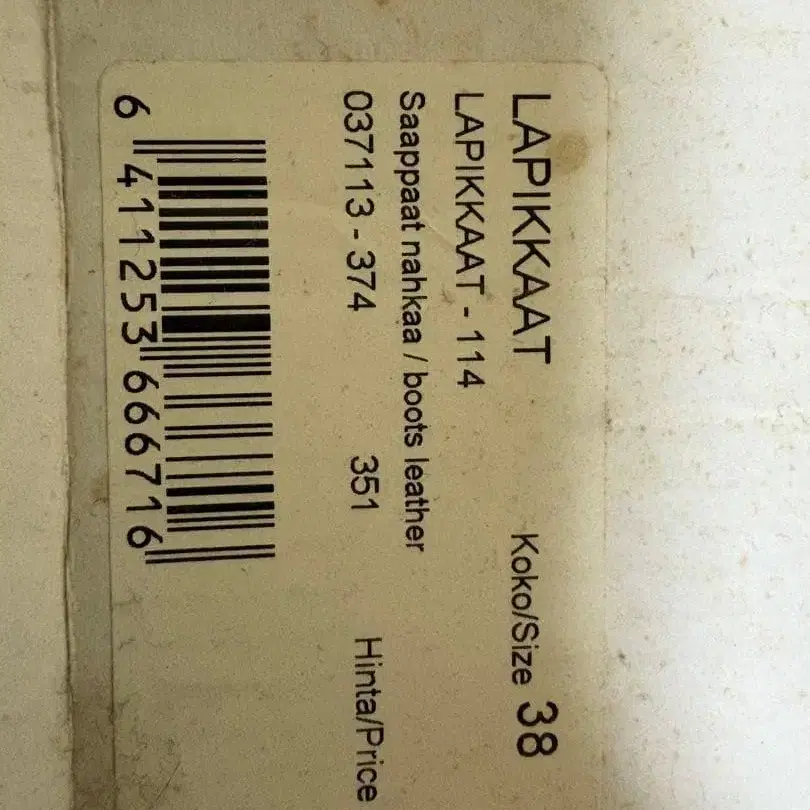 LAPIKKAAT Koko/Size 38
LAPIKKAAT - 114
Saappaat nahkaa / boots leather
037113 - 374 351 Hinta/Price
6 411253 666716